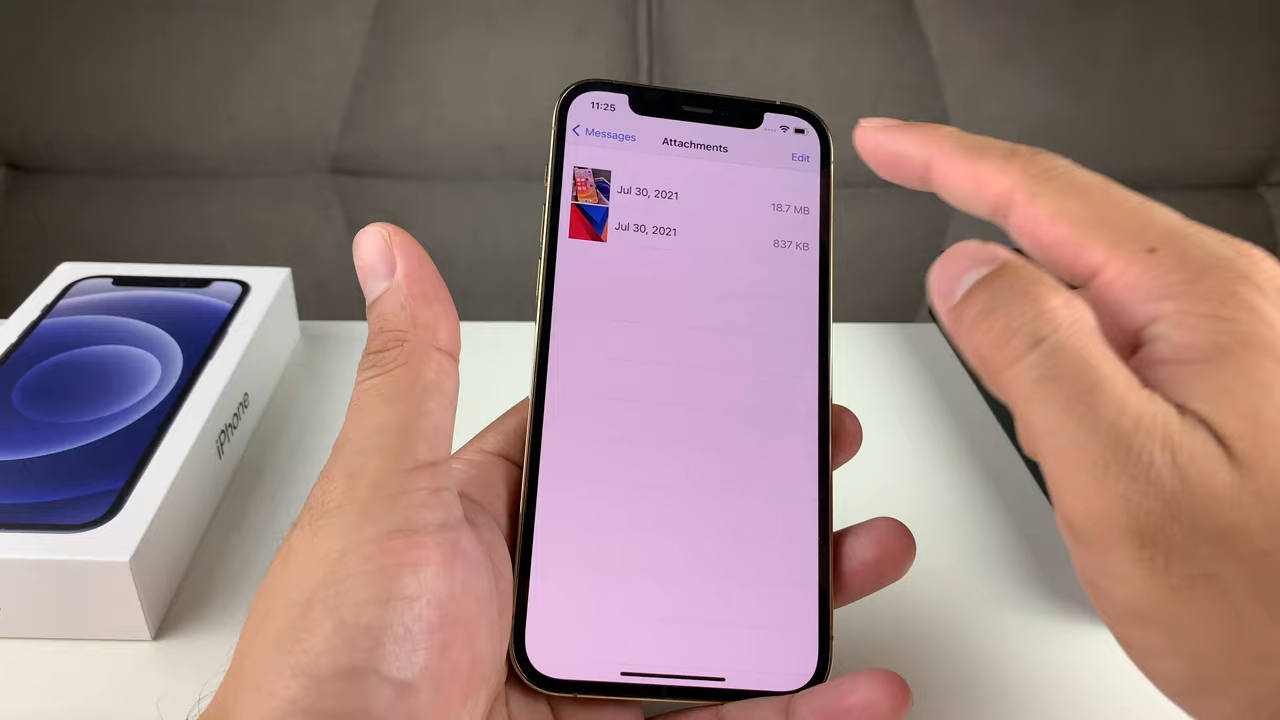 11:25
Messages
Attachments
Edit
Jul 30, 2021
18.7 MB
Jul 30, 2021
837 KB
iPhone